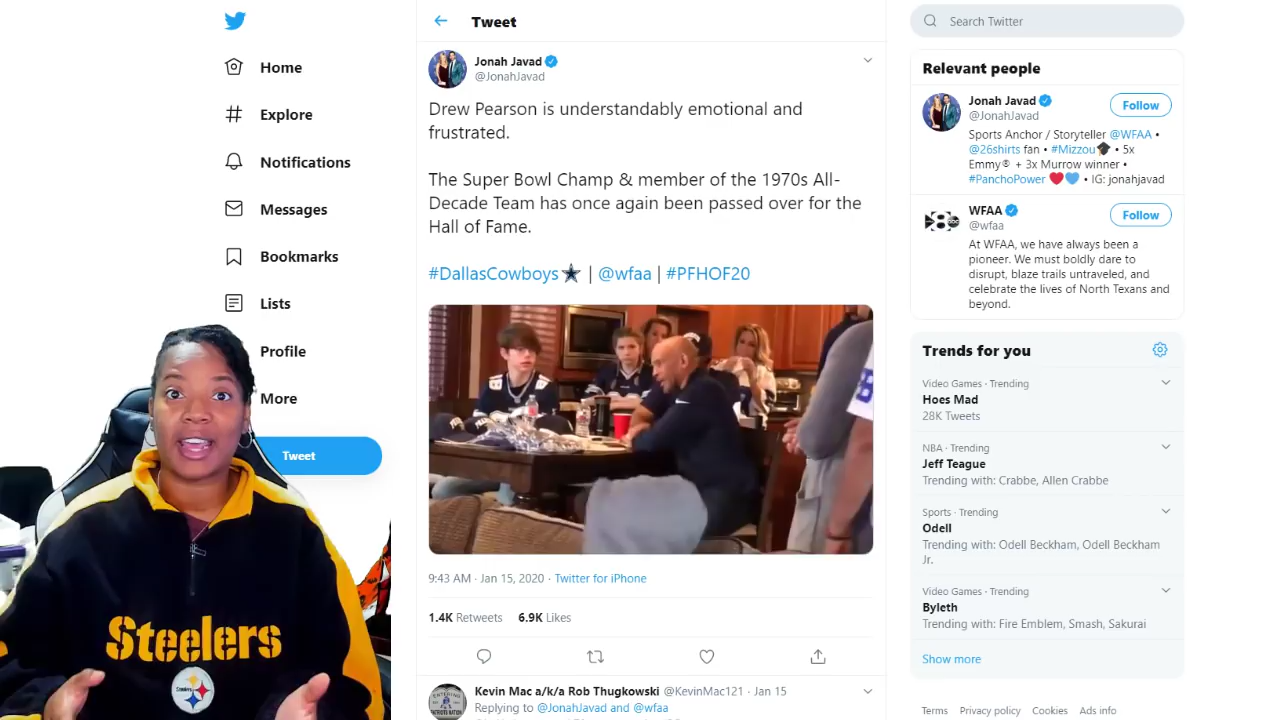 Home
Explore
Notifications
Messages
Bookmarks
Lists
Profile
More
Tweet
Tweet
Jonah Javad
@JonahJavad
Drew Pearson is understandably emotional and
frustrated.
The Super Bowl Champ & member of the 1970s All-
Decade Team has once again been passed over for the
Hall of Fame.
#DallasCowboys | @wfaa | #PFHOF20
9:43 AM · Jan 15, 2020 · Twitter for iPhone
1.4K Retweets 6.9K Likes
Kevin Mac a/k/a Rob Thugkowski @KevinMac121 · Jan 15
Replying to @JonahJavad and @wfaa
Search Twitter
Relevant people
Jonah Javad
@JonahJavad
Follow
Sports Anchor / Storyteller @WFAA •
@26shirts fan • #Mizzou • 5x
Emmy® + 3x Murrow winner •
#PanchoPower • IG: jonahjavad
WFAA
@wfaa
Follow
At WFAA, we have always been a
pioneer. We must boldly dare to
disrupt, blaze trails untraveled, and
celebrate the lives of North Texans and
beyond.
Trends for you
Video Games · Trending
Hoes Mad
28K Tweets
NBA · Trending
Jeff Teague
Trending with: Crabbe, Allen Crabbe
Sports · Trending
Odell
Trending with: Odell Beckham, Odell Beckham
Jr.
Video Games · Trending
Byleth
Trending with: Fire Emblem, Smash, Sakurai
Show more
Terms Privacy policy Cookies Ads info
Steelers
Steelers